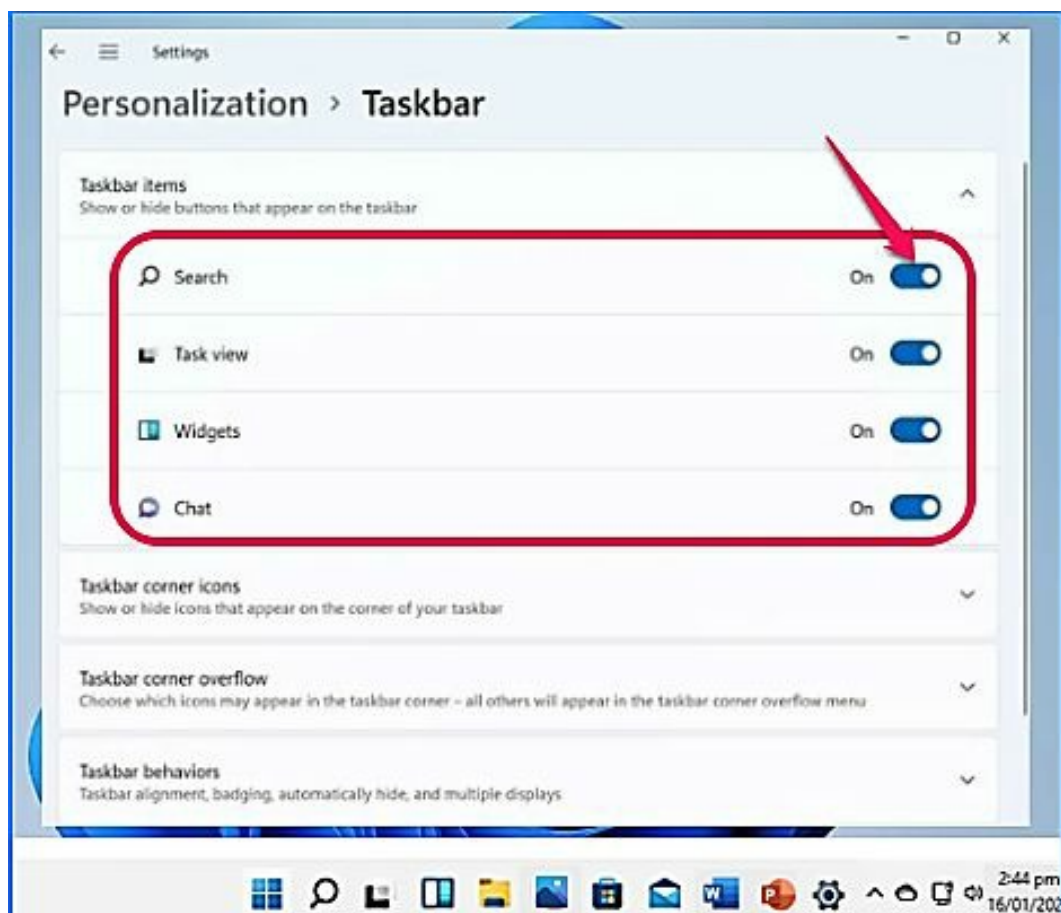 Settings
Personalization > Taskbar
Taskbar items
Show or hide buttons that appear on the taskbar
Search On
Task view On
Widgets On
Chat On
Taskbar corner icons
Show or hide icons that appear on the corner of your taskbar
Taskbar corner overflow
Choose which icons may appear in the taskbar corner – all others will appear in the taskbar corner overflow menu
Taskbar behaviors
Taskbar alignment, badging, automatically hide, and multiple displays
2:44 pm